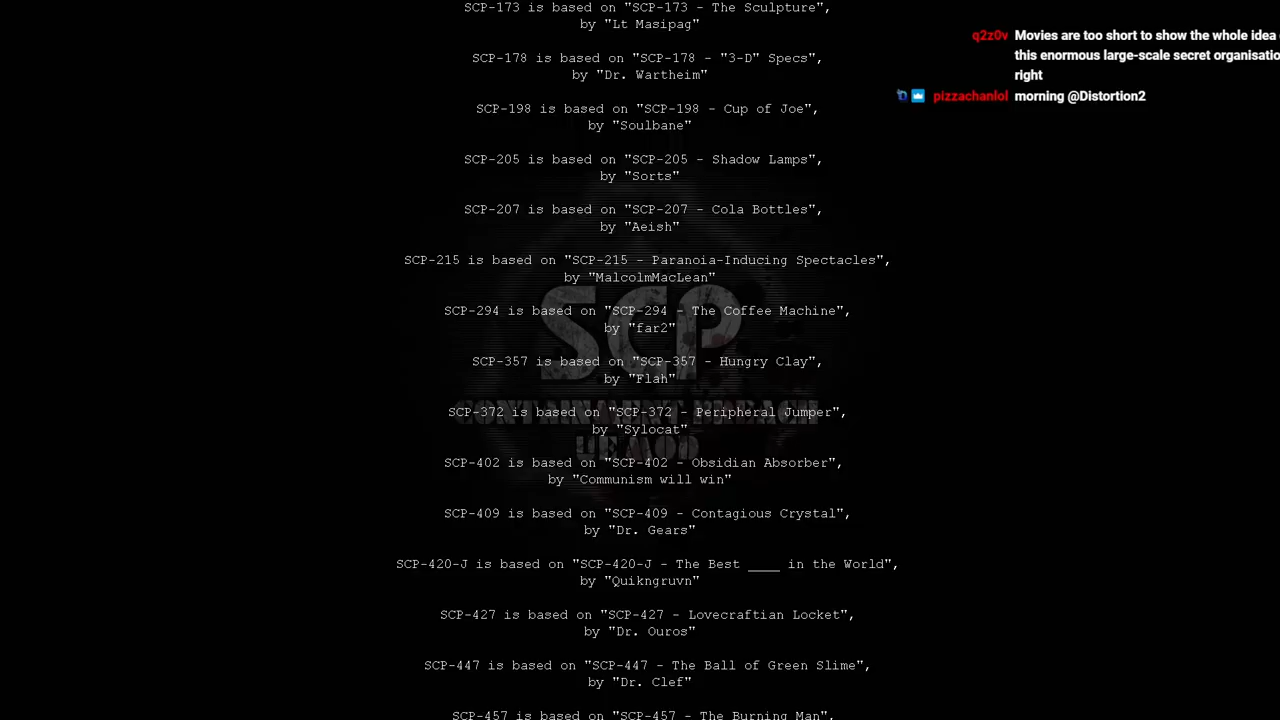 SCP-173 is based on "SCP-173 - The Sculpture",
by "Lt Masipag"
SCP-178 is based on "SCP-178 - "3-D" Specs",
by "Dr. Wartheim"
SCP-198 is based on "SCP-198 - Cup of Joe",
by "Soulbane"
SCP-205 is based on "SCP-205 - Shadow Lamps",
by "Sorts"
SCP-207 is based on "SCP-207 - Cola Bottles",
by "Aeish"
SCP-215 is based on "SCP-215 - Paranoia-Inducing Spectacles",
by "MalcolmMacLean"
SCP-294 is based on "SCP-294 - The Coffee Machine",
by "far2"
SCP-357 is based on "SCP-357 - Hungry Clay",
by "Flah"
SCP-372 is based on "SCP-372 - Peripheral Jumper",
by "Sylocat"
SCP-402 is based on "SCP-402 - Obsidian Absorber",
by "Communism will win"
SCP-409 is based on "SCP-409 - Contagious Crystal",
by "Dr. Gears"
SCP-420-J is based on "SCP-420-J - The Best ____ in the World",
by "Quikngruvn"
SCP-427 is based on "SCP-427 - Lovecraftian Locket",
by "Dr. Ouros"
SCP-447 is based on "SCP-447 - The Ball of Green Slime",
by "Dr. Clef"
SCP-457 is based on "SCP-457 - The Burning Man",
SCP
CONTAINMENT BREACH
q2z0v Movies are too short to show the whole idea
this enormous large-scale secret
right
pizzachanlol morning @Distortion2